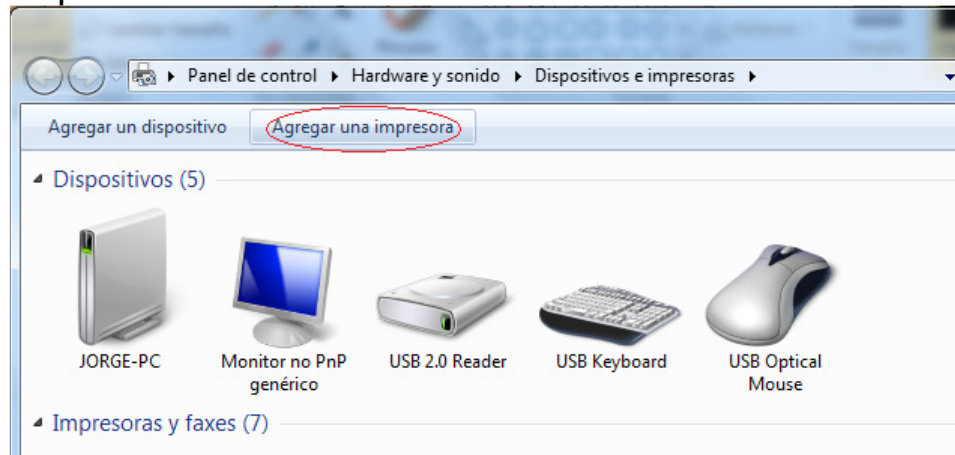 Panel de control Hardware y sonido Dispositivos e impresoras
Agregar un dispositivo Agregar una impresora
Dispositivos (5)
JORGE-PC Monitor no PnP USB 2.0 Reader USB Keyboard USB Optical
genérico Mouse
Impresoras y faxes (7)